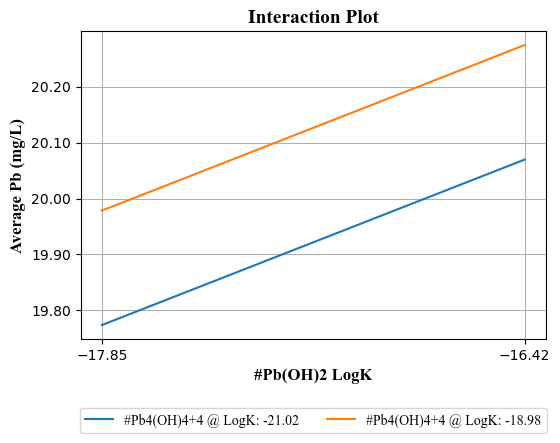 Interaction Plot
Average Pb (mg/L)
20.20
20.10
20.00
19.90
19.80
−17.85
−16.42
#Pb(OH)2 LogK
#Pb4(OH)4+4 @ LogK: -21.02
#Pb4(OH)4+4 @ LogK: -18.98